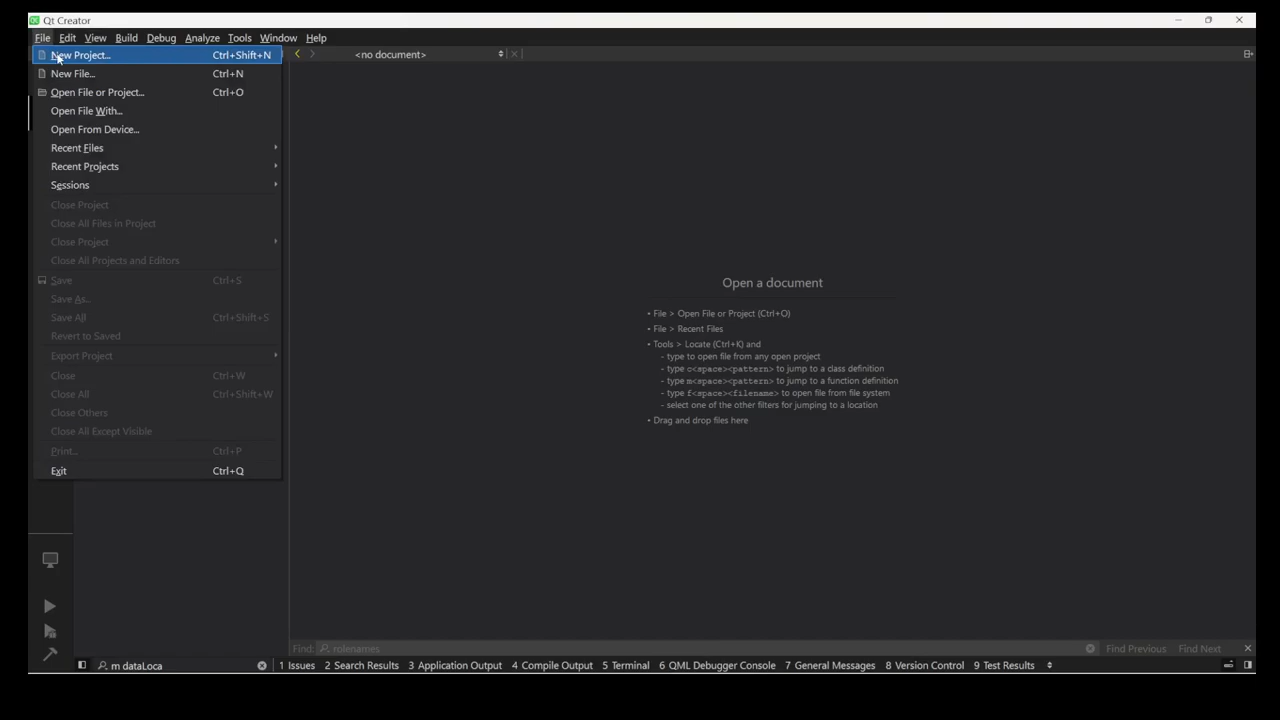 Qt Creator
File Edit View Build Debug Analyze Tools Window Help
New Project... Ctrl+Shift+N
<no document>
New File... Ctrl+N
Open File or Project... Ctrl+O
Open File With...
Open From Device...
Recent Files
Recent Projects
Sessions
Close Project
Close All Files in Project
Close Project
Close All Projects and Editors
Save Ctrl+S
Save As...
Save All Ctrl+Shift+S
Revert to Saved
Export Project
Close Ctrl+W
Close All Ctrl+Shift+W
Close Others
Close All Except Visible
Print... Ctrl+P
Exit Ctrl+Q
Open a document
• File > Open File or Project (Ctrl+O)
• File > Recent Files
• Tools > Locate (Ctrl+K) and
- type to open file from any open project
- type c<space><pattern> to jump to a class definition
- type m<space><pattern> to jump to a function definition
- type f<space><filename> to open file from file system
- select one of the other filters for jumping to a location
• Drag and drop files here
Find: rolenames Find Previous Find Next
m dataLoca 1 Issues 2 Search Results 3 Application Output 4 Compile Output 5 Terminal 6 QML Debugger Console 7 General Messages 8 Version Control 9 Test Results